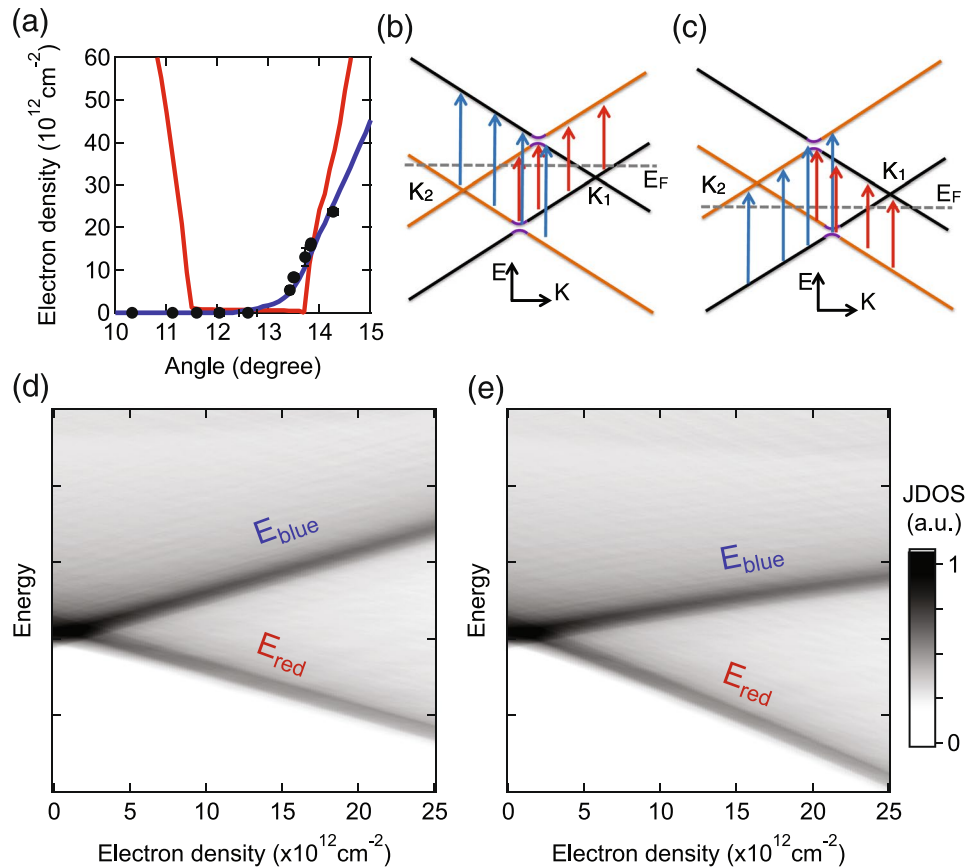 (a)
Electron density (10¹²cm⁻²)
60
50
40
30
20
10
0
10 11 12 13 14 15
Angle (degree)
(b)
K₂
K₁
E_F
E
K
(c)
K₂
K₁
E_F
E
K
(d)
Energy
E_blue
E_red
0 5 10 15 20 25
Electron density (x10¹²cm⁻²)
(e)
Energy
E_blue
E_red
0 5 10 15 20 25
Electron density (x10¹²cm⁻²)
JDOS
(a.u.)
1
0